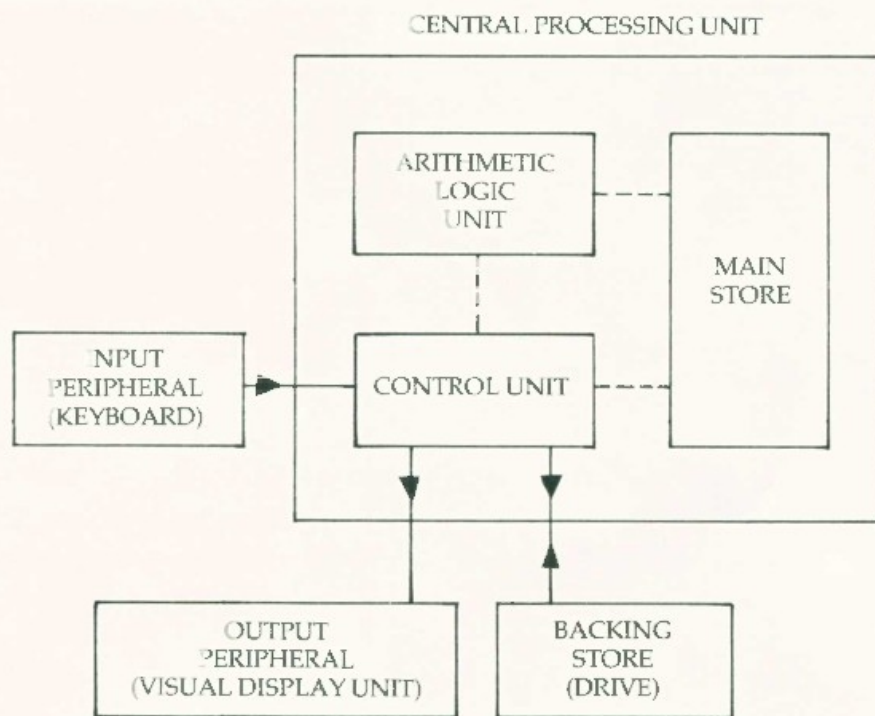 CENTRAL PROCESSING UNIT
ARITHMETIC
LOGIC
UNIT
MAIN
STORE
INPUT
PERIPHERAL
(KEYBOARD)
CONTROL UNIT
OUTPUT
PERIPHERAL
(VISUAL DISPLAY UNIT)
BACKING
STORE
(DRIVE)